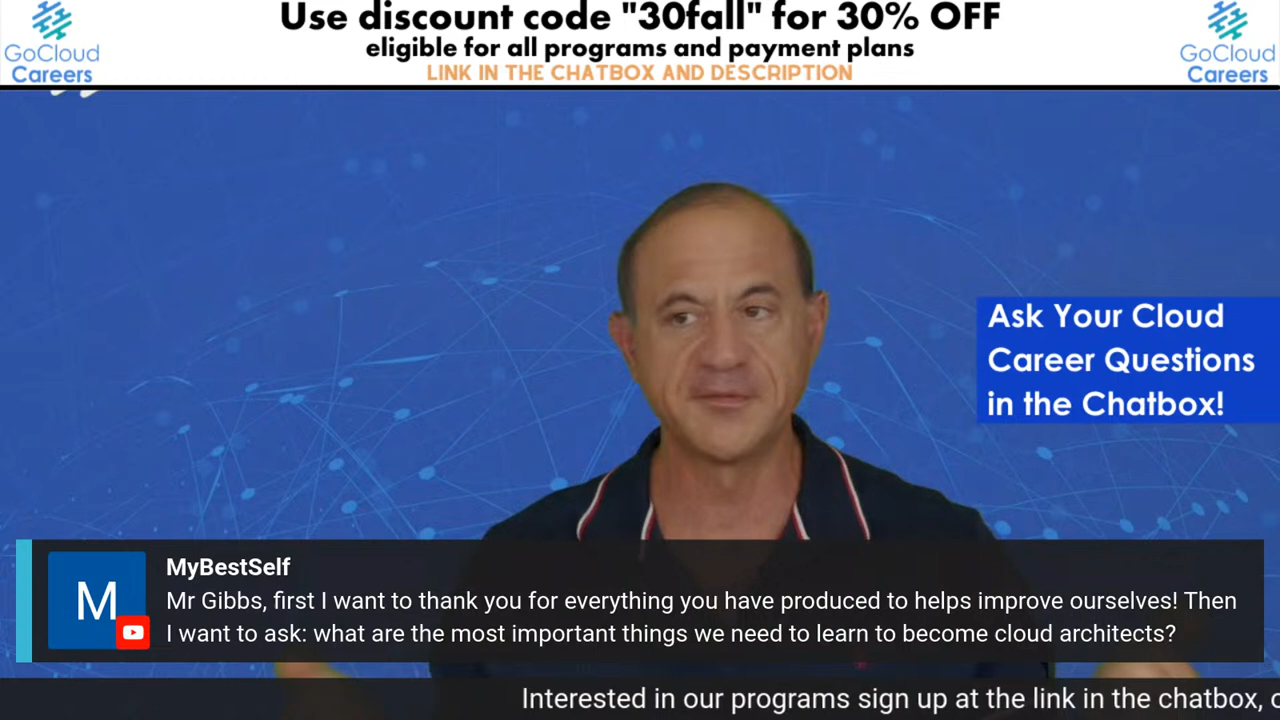 Use discount code "30fall" for 30% OFF
eligible for all programs and payment plans
LINK IN THE CHATBOX AND DESCRIPTION
GoCloud
Careers
GoCloud
Careers
Ask Your Cloud
Career Questions
in the Chatbox!
M
MyBestSelf
Mr Gibbs, first I want to thank you for everything you have produced to helps improve ourselves! Then
I want to ask: what are the most important things we need to learn to become cloud architects?
Interested in our programs sign up at the link in the chatbox,